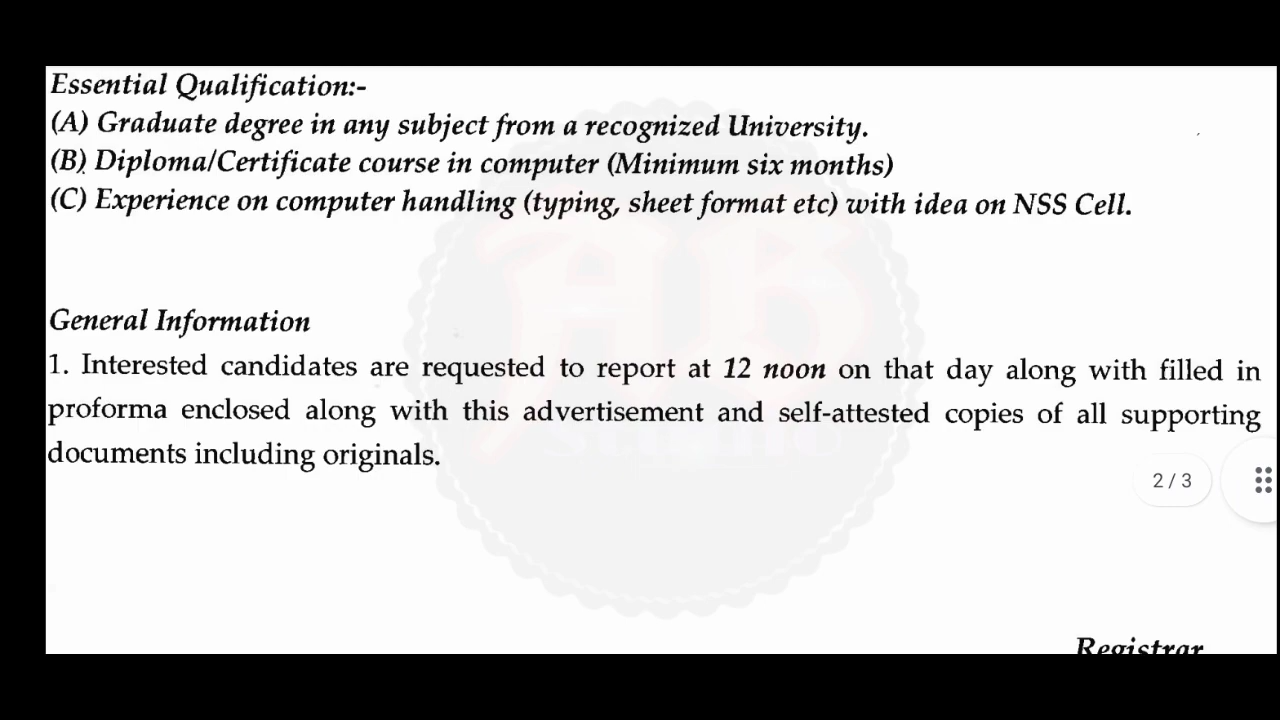 Essential Qualification:-
(A) Graduate degree in any subject from a recognized University.
(B) Diploma/Certificate course in computer (Minimum six months)
(C) Experience on computer handling (typing, sheet format etc) with idea on NSS Cell.
General Information
1. Interested candidates are requested to report at 12 noon on that day along with filled in
proforma enclosed along with this advertisement and self-attested copies of all supporting
documents including originals.
2 / 3
Registrar